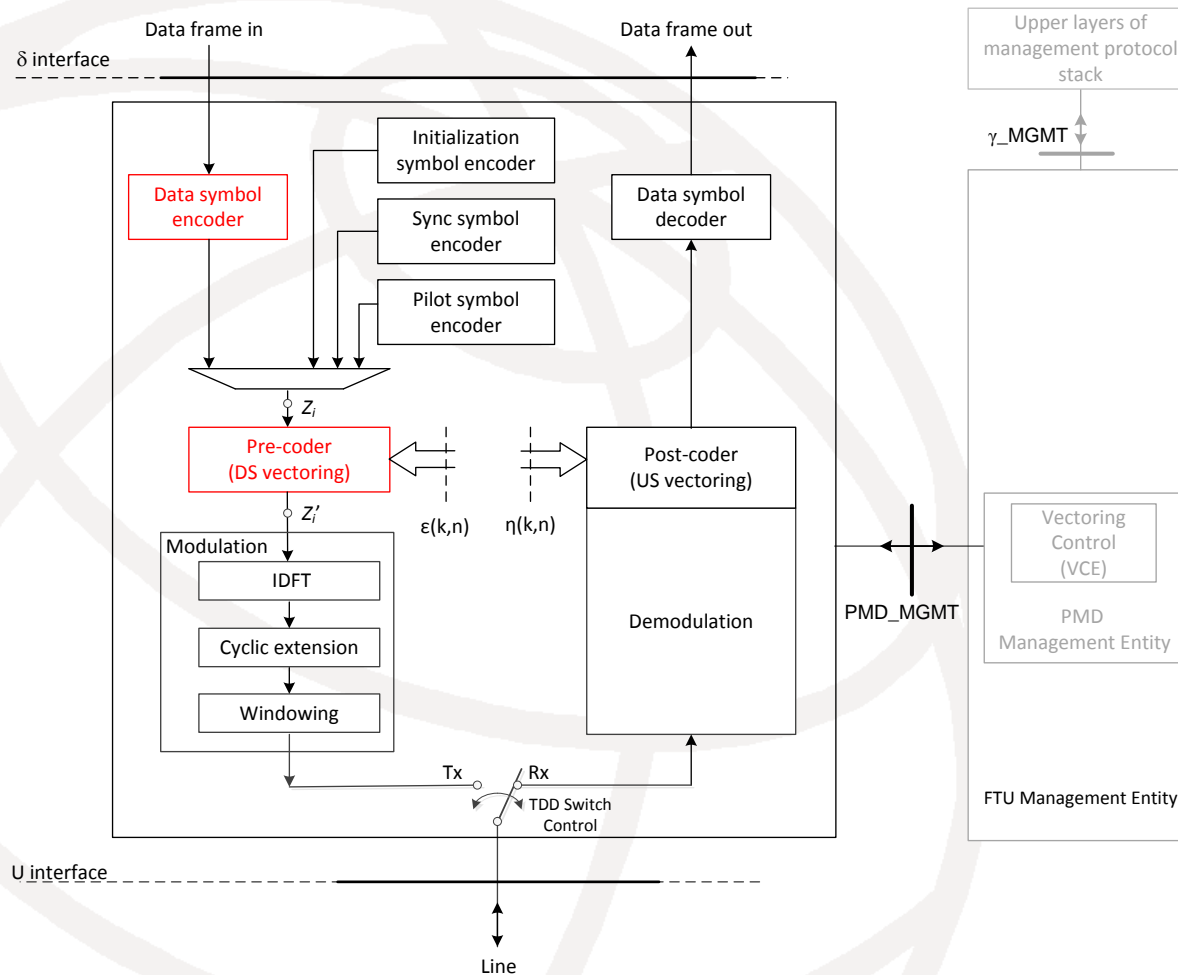 Data frame in
Data frame out
δ interface
Upper layers of
management protocol
stack
γ_MGMT
Initialization
symbol encoder
Data symbol
encoder
Sync symbol
encoder
Data symbol
decoder
Pilot symbol
encoder
Zi
Pre-coder
(DS vectoring)
Post-coder
(US vectoring)
Zi'
ε(k,n)
η(k,n)
Modulation
IDFT
Cyclic extension
Windowing
Demodulation
PMD_MGMT
Vectoring
Control
(VCE)
PMD
Management Entity
Tx
Rx
TDD Switch
Control
FTU Management Entity
U interface
Line